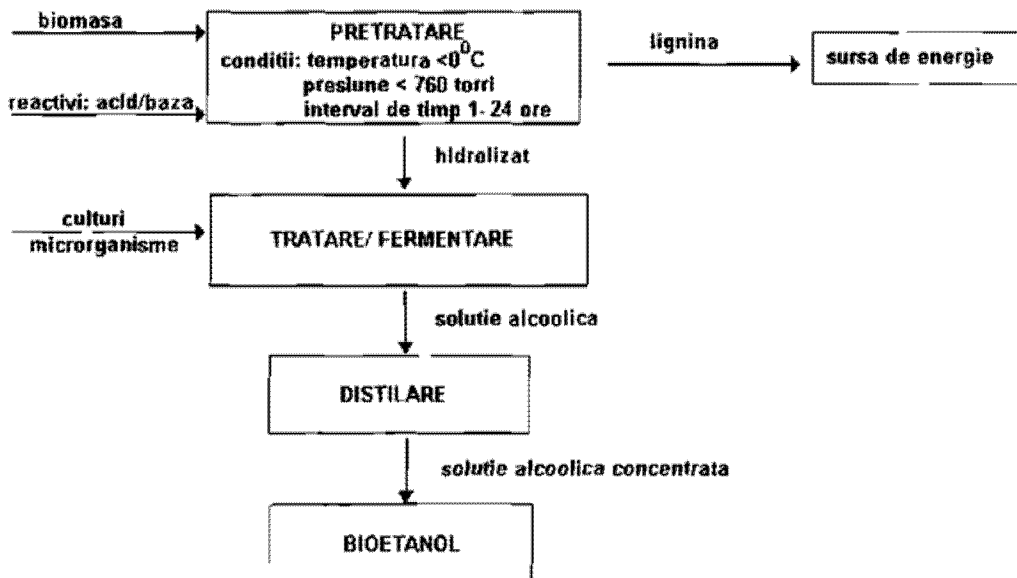 biomasa
PRETRATARE
conditii: temperatura <0⁰C
presiune < 760 torri
interval de timp 1- 24 ore
lignina
sursa de energie
reactivi: acid/baza
hidrolizat
culturi
microrganisme
TRATARE/ FERMENTARE
solutie alcoolica
DISTILARE
solutie alcoolica concentrata
BIOETANOL